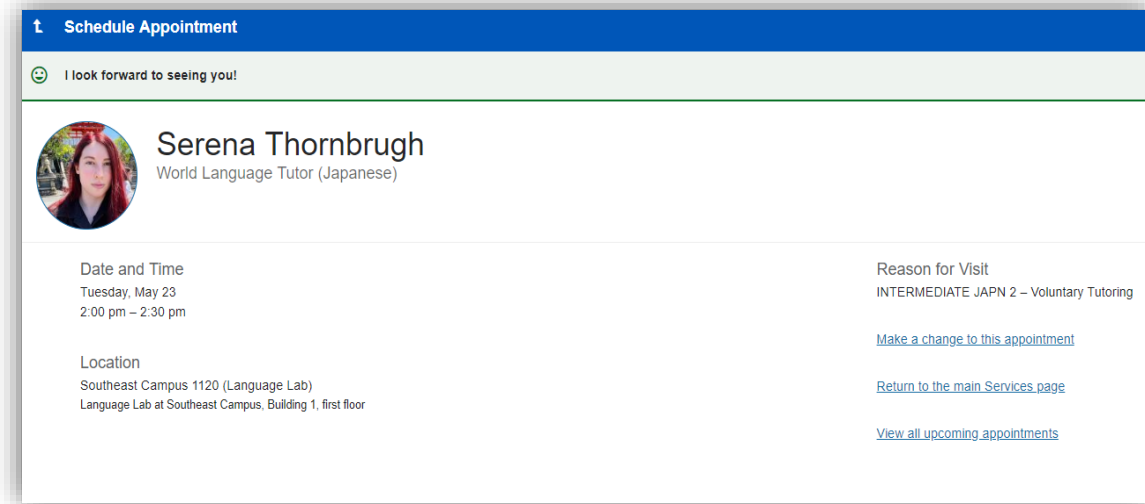 Schedule Appointment
I look forward to seeing you!
Serena Thornbrugh
World Language Tutor (Japanese)
Date and Time
Tuesday, May 23
2:00 pm – 2:30 pm
Location
Southeast Campus 1120 (Language Lab)
Language Lab at Southeast Campus, Building 1, first floor
Reason for Visit
INTERMEDIATE JAPN 2 – Voluntary Tutoring
Make a change to this appointment
Return to the main Services page
View all upcoming appointments